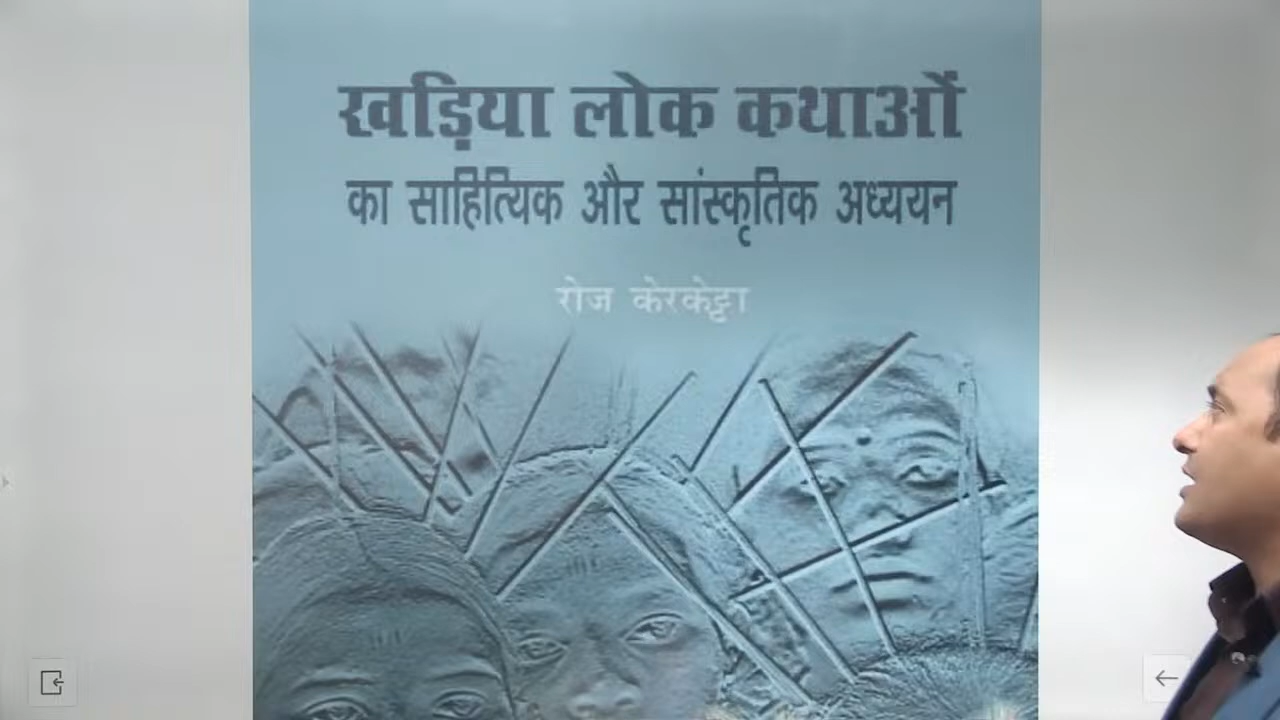 खड़िया लोक कथाओं
का साहित्यिक और सांस्कृतिक अध्ययन
रोज केरकेट्टा